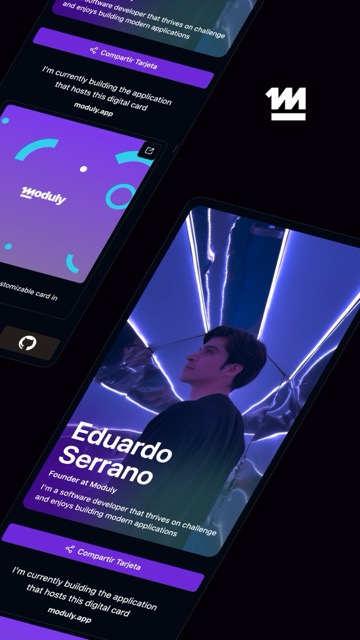 software developer that thrives on challenge
and enjoys building modern applications
Compartir Tarjeta
I'm currently building the application
that hosts this digital card
moduly.app
moduly
customizable card in
Eduardo
Serrano
Founder at Moduly
I'm a software developer that thrives on challenge
and enjoys building modern applications
Compartir Tarjeta
I'm currently building the application
that hosts this digital card
moduly.app